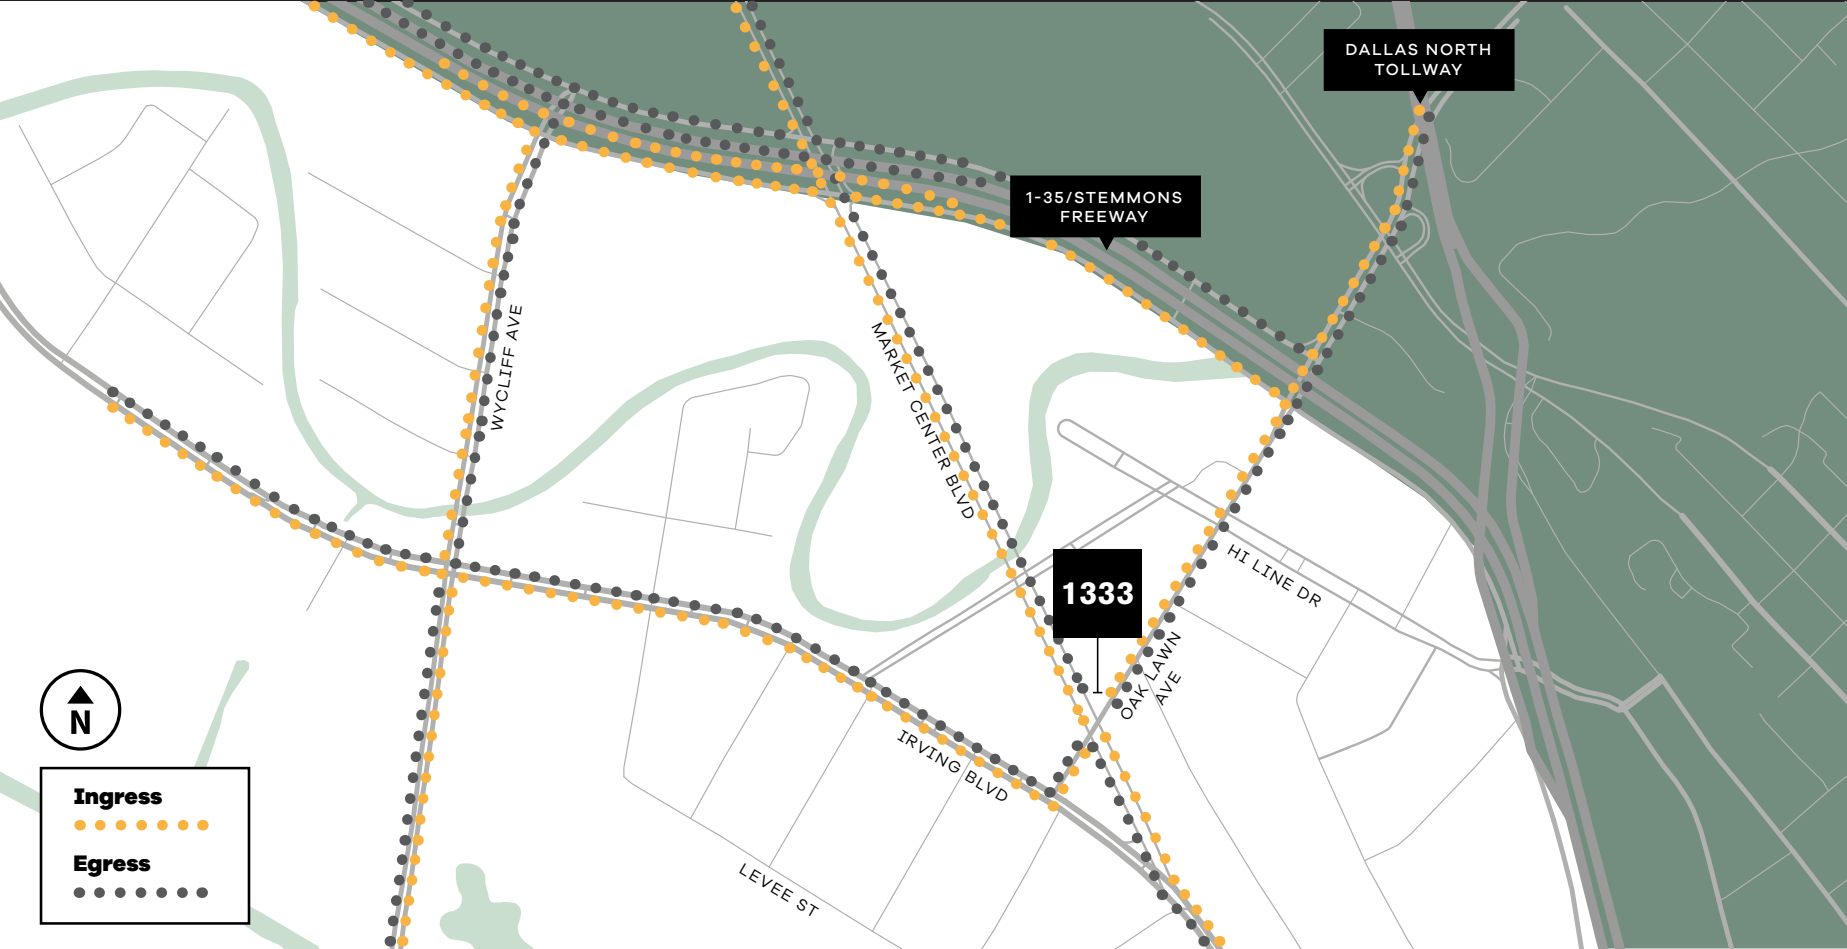 DALLAS NORTH
TOLLWAY
1-35/STEMMONS
FREEWAY
WYCLIFF AVE
MARKET CENTER BLVD
HI LINE DR
1333
OAK LAWN
AVE
IRVING BLVD
LEVEE ST
N
Ingress
Egress